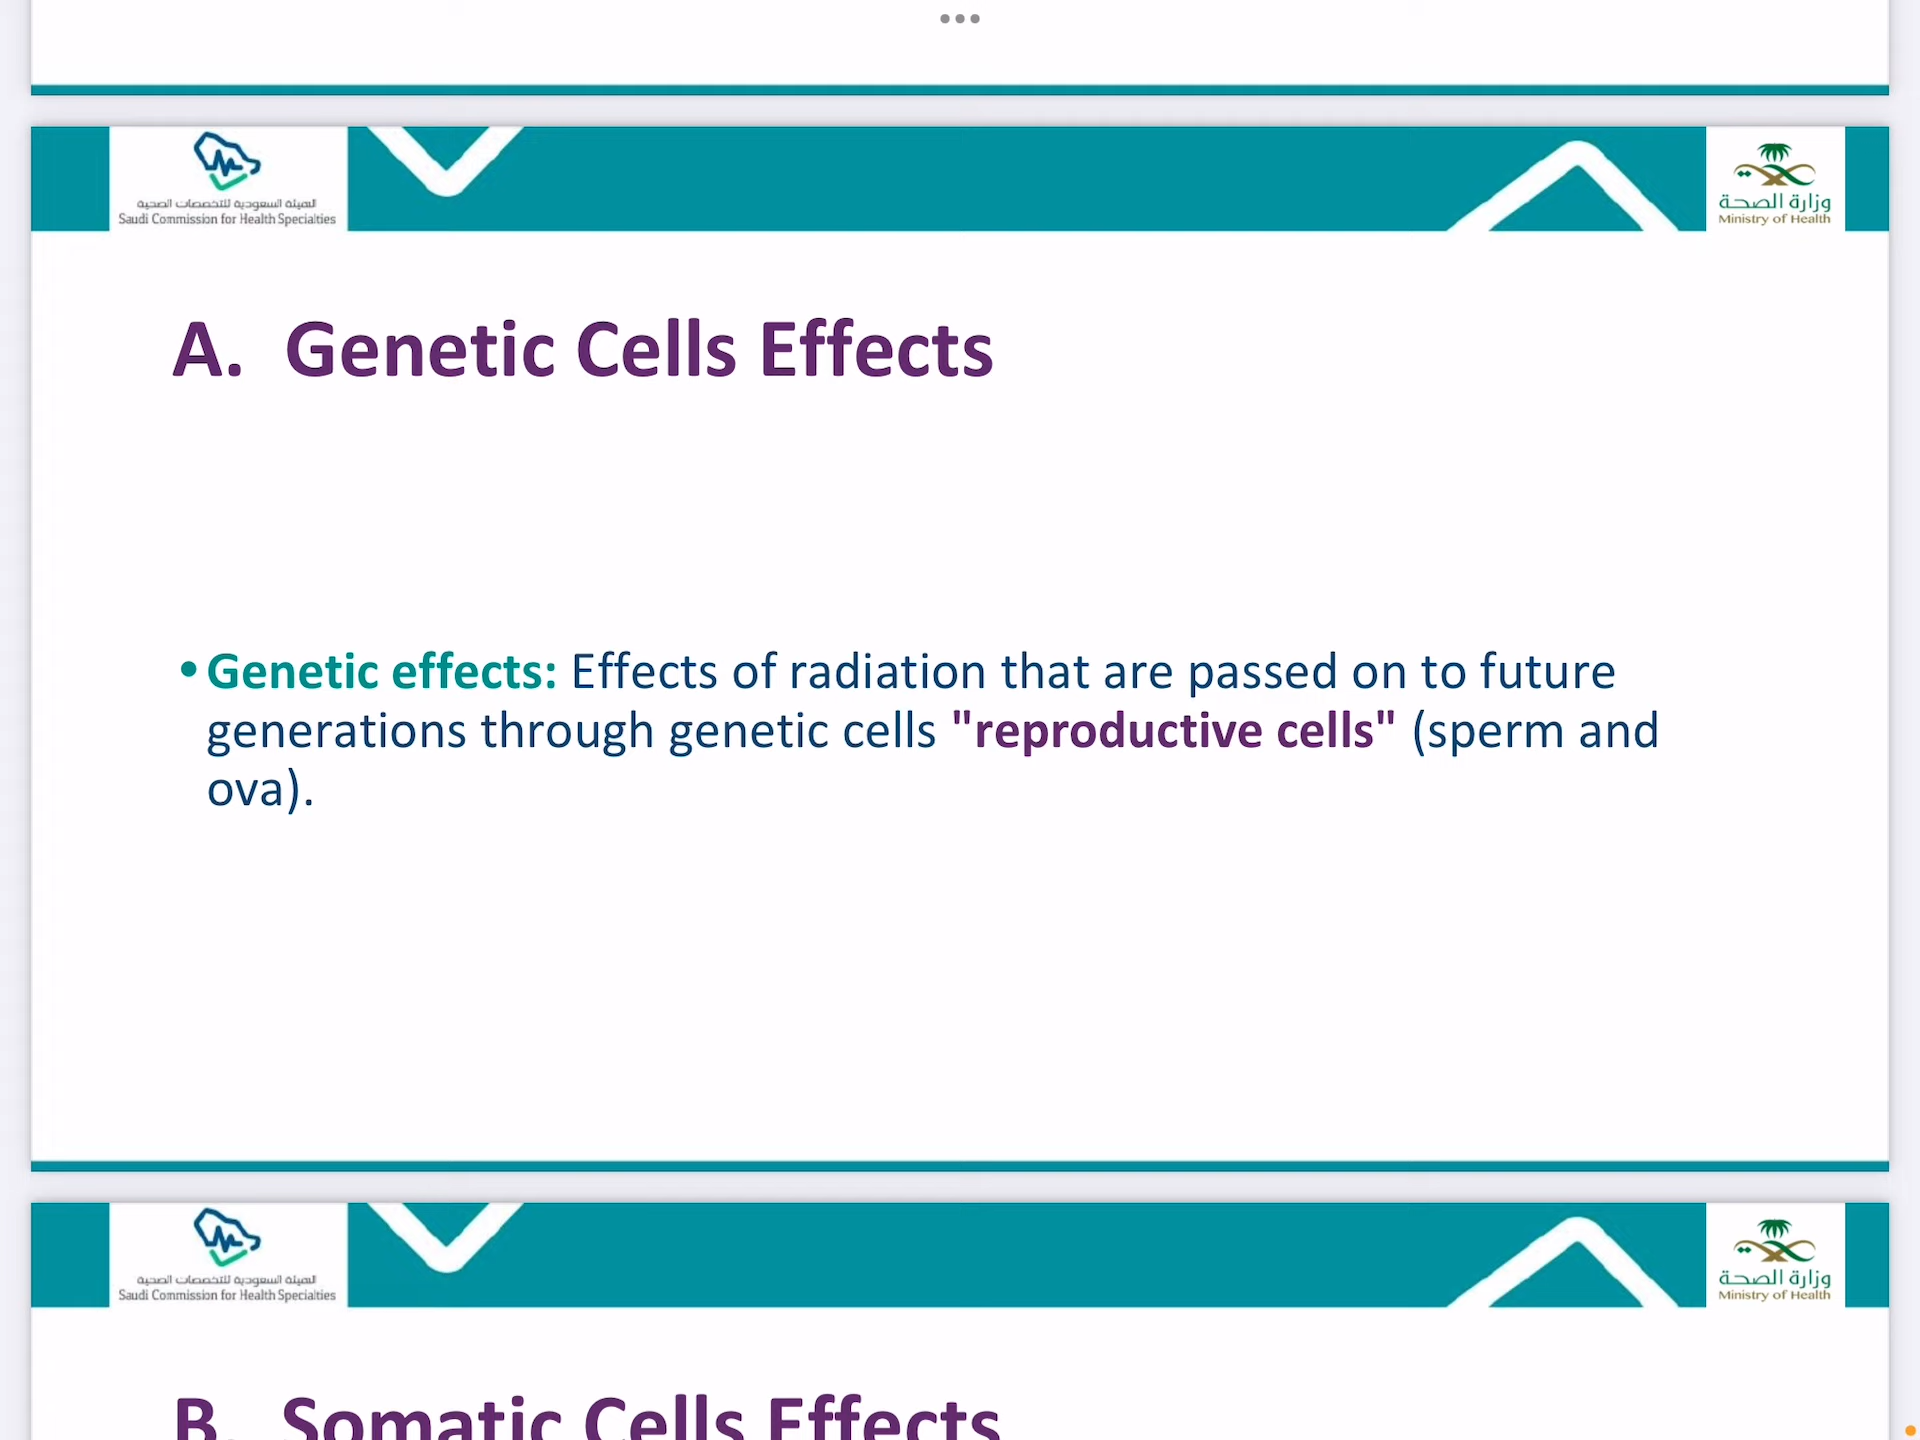 الهيئة السعودية للتخصصات الصحية
Saudi Commission for Health Specialties
وزارة الصحة
Ministry of Health
A. Genetic Cells Effects
•Genetic effects: Effects of radiation that are passed on to future
generations through genetic cells "reproductive cells" (sperm and
ova).
الهيئة السعودية للتخصصات الصحية
Saudi Commission for Health Specialties
وزارة الصحة
Ministry of Health
B. Somatic Cells Effects